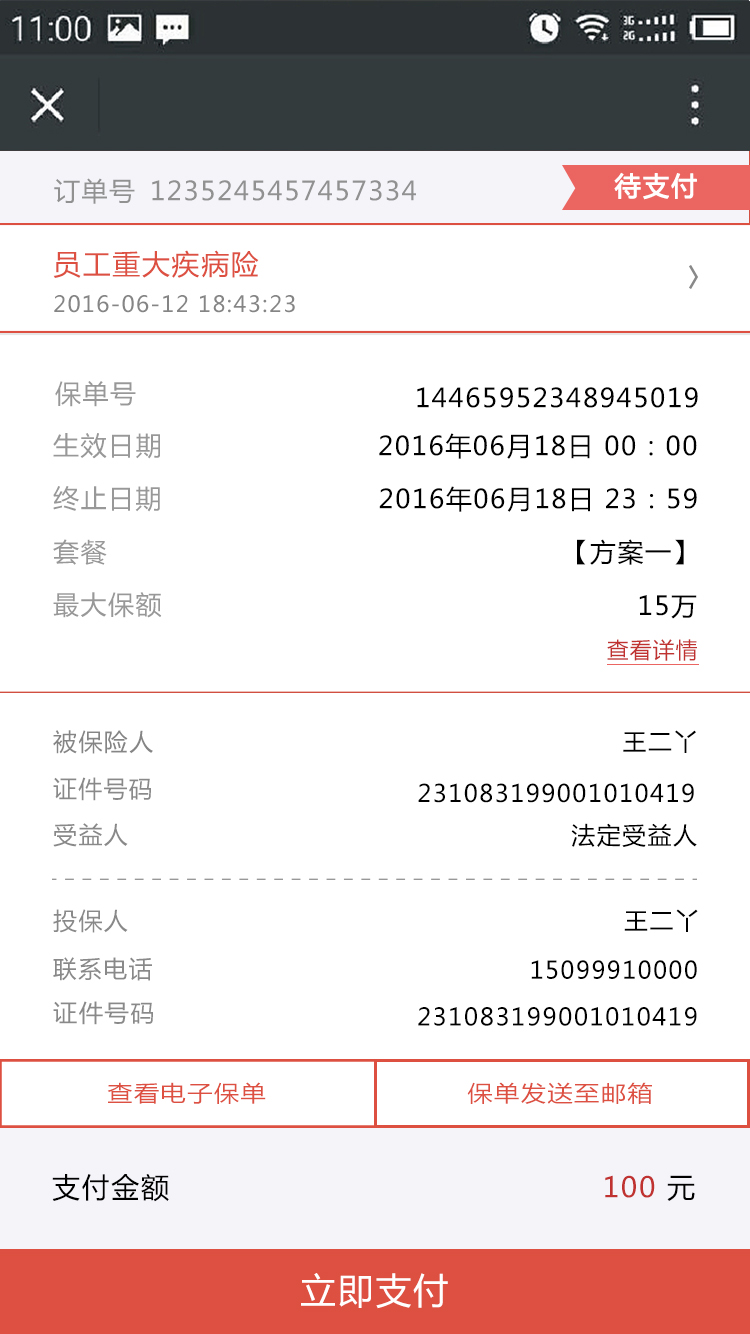 11:00 3G 2G
订单号 1235245457457334 待支付
员工重大疾病险
2016-06-12 18:43:23
保单号 14465952348945019
生效日期 2016年06月18日 00：00
终止日期 2016年06月18日 23：59
套餐 【方案一】
最大保额 15万
查看详情
被保险人 王二丫
证件号码 231083199001010419
受益人 法定受益人
投保人 王二丫
联系电话 15099910000
证件号码 231083199001010419
查看电子保单 保单发送至邮箱
支付金额 100 元
立即支付